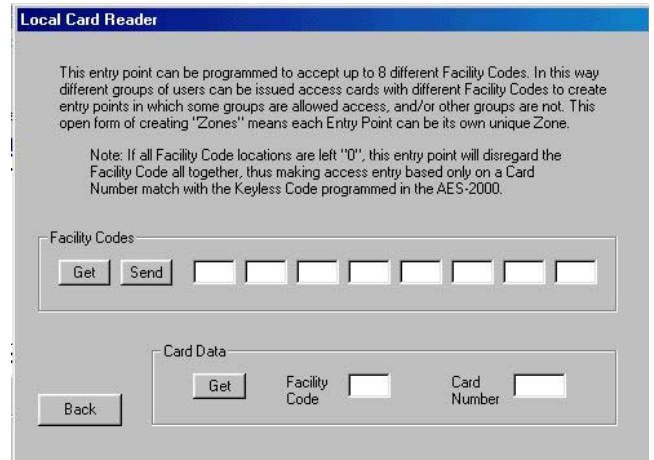 Local Card Reader
This entry point can be programmed to accept up to 8 different Facility Codes. In this way
different groups of users can be issued access cards with different Facility Codes to create
entry points in which some groups are allowed access, and/or other groups are not. This
open form of creating "Zones" means each Entry Point can be its own unique Zone.
Note: If all Facility Code locations are left "0", this entry point will disregard the
Facility Code all together, thus making access entry based only on a Card
Number match with the Keyless Code programmed in the AES-2000.
Facility Codes
Get Send
Card Data
Get Facility Code Card Number
Back